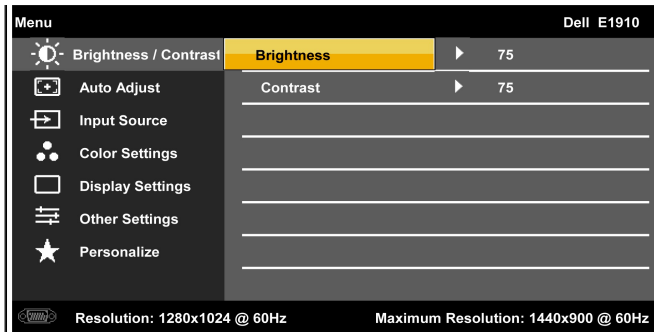 Menu Dell E1910
Brightness / Contrast Brightness 75
Auto Adjust Contrast 75
Input Source
Color Settings
Display Settings
Other Settings
Personalize
Resolution: 1280x1024 @ 60Hz Maximum Resolution: 1440x900 @ 60Hz